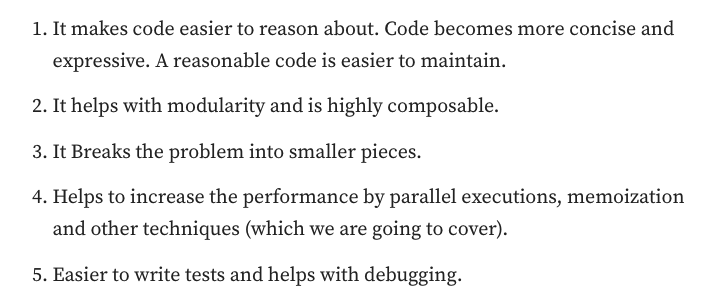 1. It makes code easier to reason about. Code becomes more concise and
expressive. A reasonable code is easier to maintain.
2. It helps with modularity and is highly composable.
3. It Breaks the problem into smaller pieces.
4. Helps to increase the performance by parallel executions, memoization
and other techniques (which we are going to cover).
5. Easier to write tests and helps with debugging.